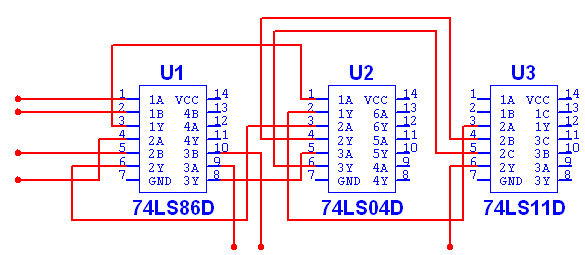 U1 U2 U3
1 1A VCC 14 1 1A VCC 14 1 1A VCC 14
2 1B 4B 13 2 1Y 6A 13 2 1B 1C 13
3 1Y 4A 12 3 2A 6Y 12 3 2A 1Y 12
4 2A 4Y 11 4 2Y 5A 11 4 2B 3C 11
5 2B 3B 10 5 3A 5Y 10 5 2C 3B 10
6 2Y 3A 9 6 3Y 4A 9 6 2Y 3A 9
7 GND 3Y 8 7 GND 4Y 8 7 GND 3Y 8
74LS86D 74LS04D 74LS11D